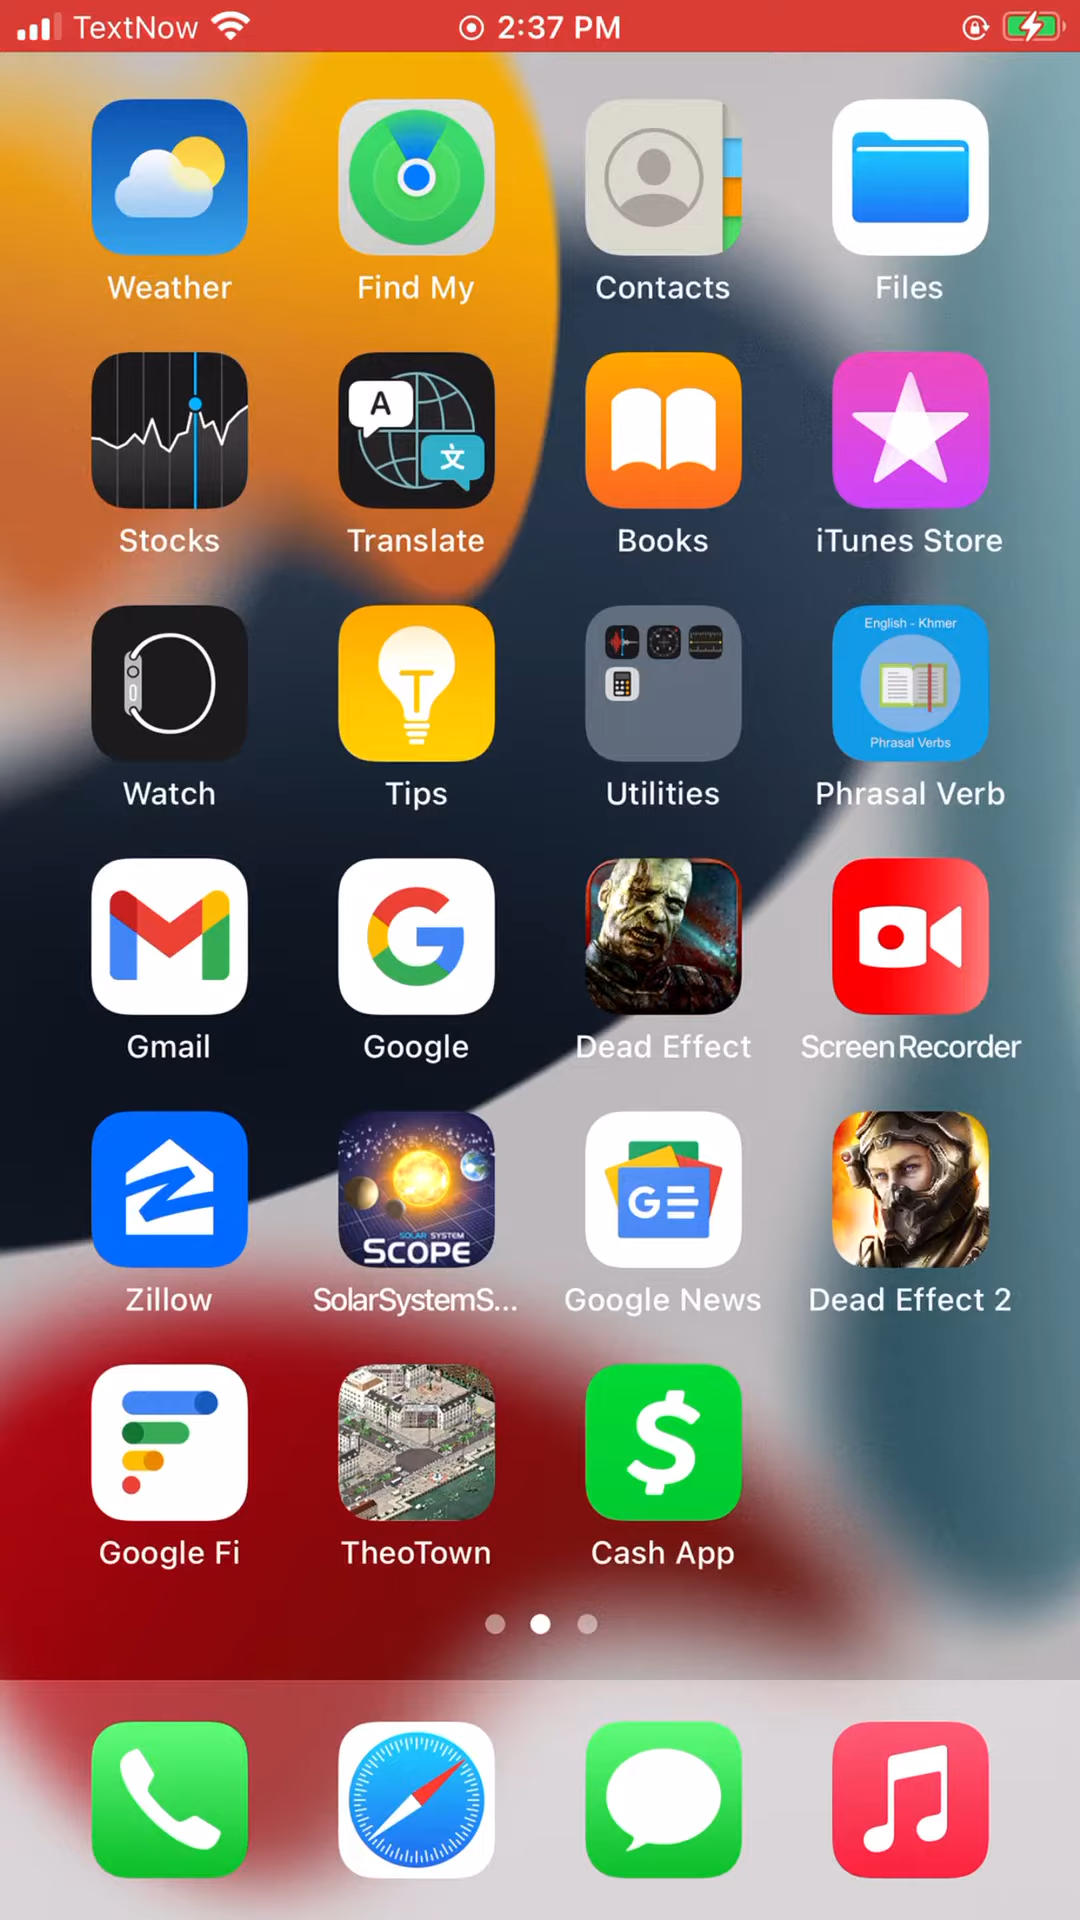 TextNow 2:37 PM
Weather Find My Contacts Files
A 文
Stocks Translate Books iTunes Store
English - Khmer
Phrasal Verbs
Watch Tips Utilities Phrasal Verb
Gmail Google Dead Effect Screen Recorder
SOLAR SYSTEM
SCOPE
Zillow SolarSystemS... Google News Dead Effect 2
$
Google Fi TheoTown Cash App